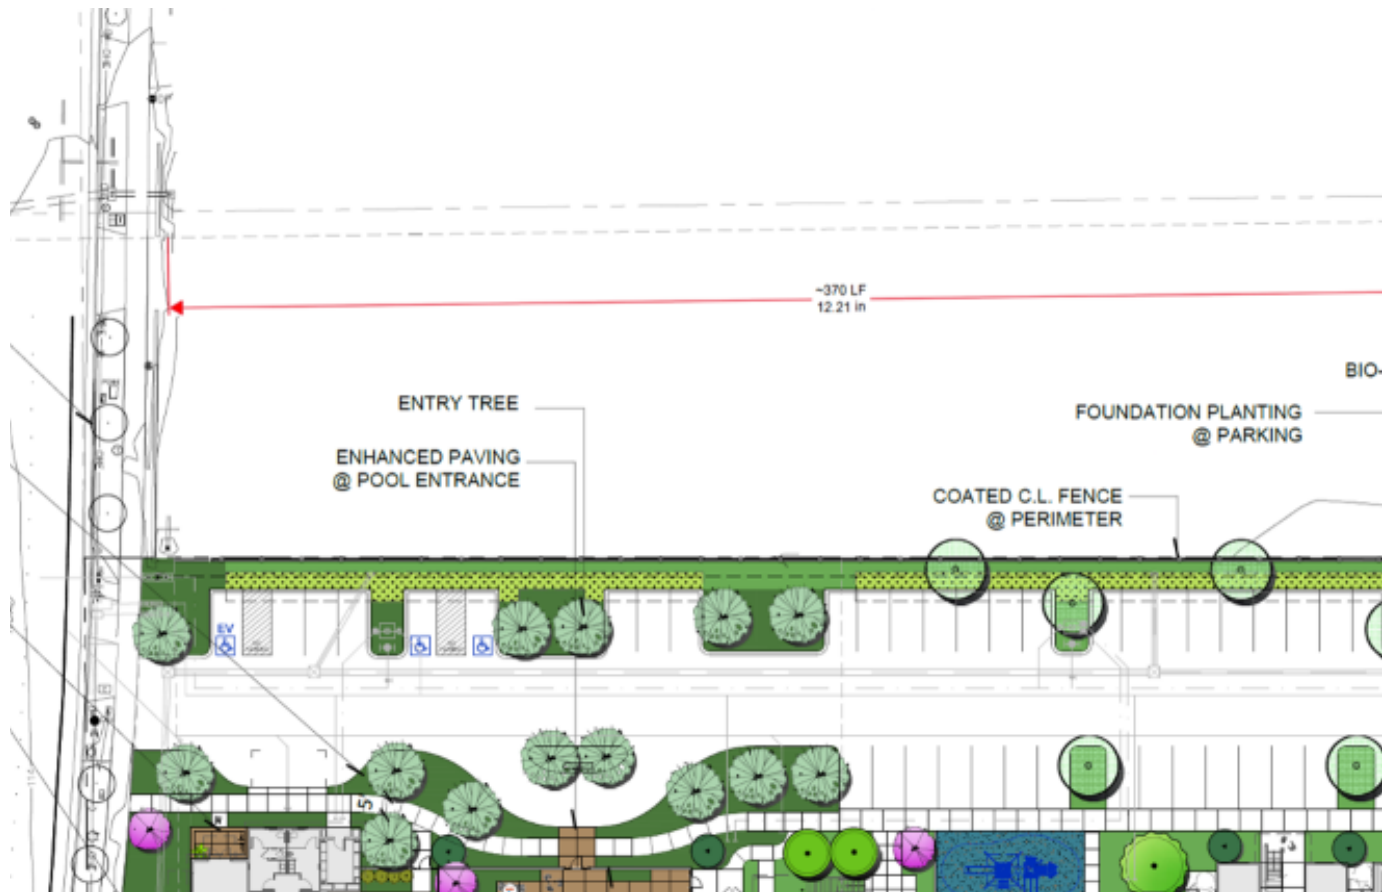 ~370 LF
12.21 in
BIO-
ENTRY TREE
FOUNDATION PLANTING
@ PARKING
ENHANCED PAVING
@ POOL ENTRANCE
COATED C.L. FENCE
@ PERIMETER
EV
5